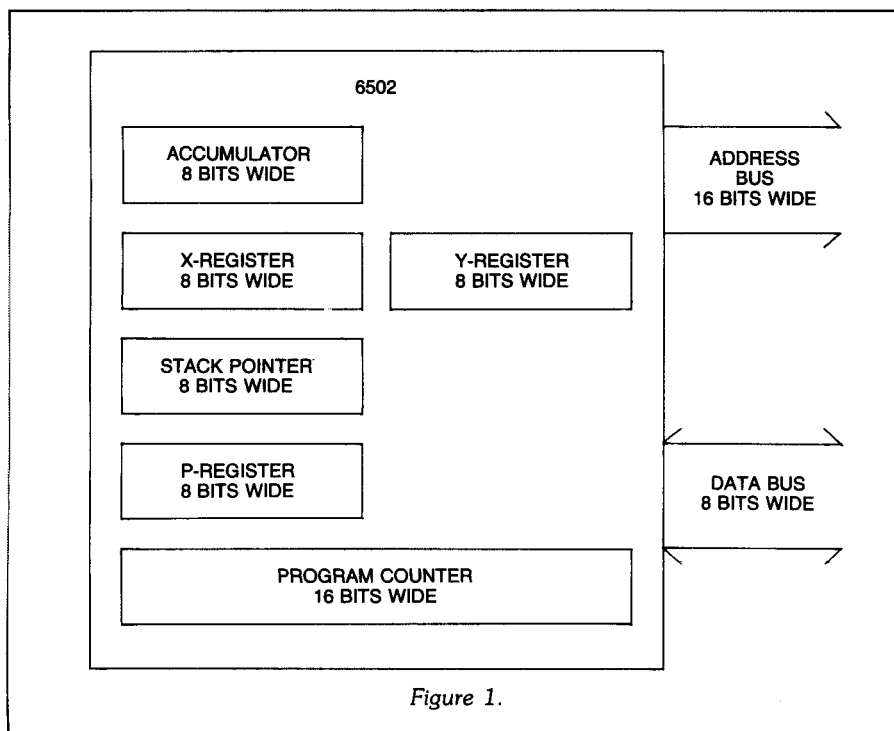 6502
ACCUMULATOR
8 BITS WIDE
ADDRESS
BUS
16 BITS WIDE
X-REGISTER
8 BITS WIDE
Y-REGISTER
8 BITS WIDE
STACK POINTER
8 BITS WIDE
P-REGISTER
8 BITS WIDE
DATA BUS
8 BITS WIDE
PROGRAM COUNTER
16 BITS WIDE
Figure 1.